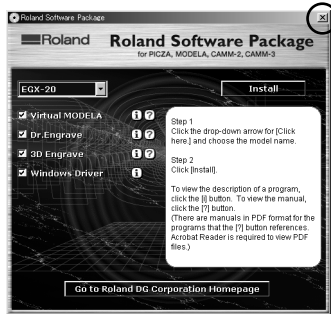 Roland Software Package
Roland
Roland Software Package
for PICZA, MODELA, CAMM-2, CAMM-3
EGX-20
Install
Virtual MODELA
Dr.Engrave
3D Engrave
Windows Driver
Step 1
Click the drop-down arrow for [Click
here.] and choose the model name.
Step 2
Click [Install].
To view the description of a program,
click the [i] button. To view the manual,
click the [?] button.
(There are manuals in PDF format for the
programs that the [?] button references.
Acrobat Reader is required to view PDF
files.)
Go to Roland DG Corporation Homepage